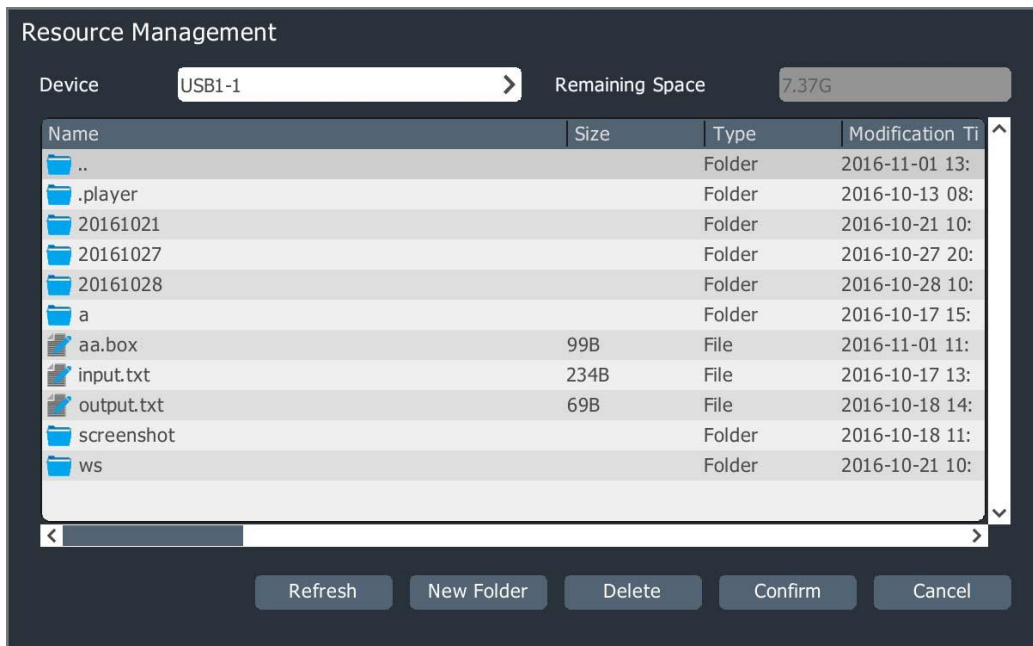 Resource Management
Device USB1-1 Remaining Space 7.37G
Name Size Type Modification Ti
.. Folder 2016-11-01 13:
.player Folder 2016-10-13 08:
20161021 Folder 2016-10-21 10:
20161027 Folder 2016-10-27 20:
20161028 Folder 2016-10-28 10:
a Folder 2016-10-17 15:
aa.box 99B File 2016-11-01 11:
input.txt 234B File 2016-10-17 13:
output.txt 69B File 2016-10-18 14:
screenshot Folder 2016-10-18 11:
ws Folder 2016-10-21 10:
Refresh New Folder Delete Confirm Cancel